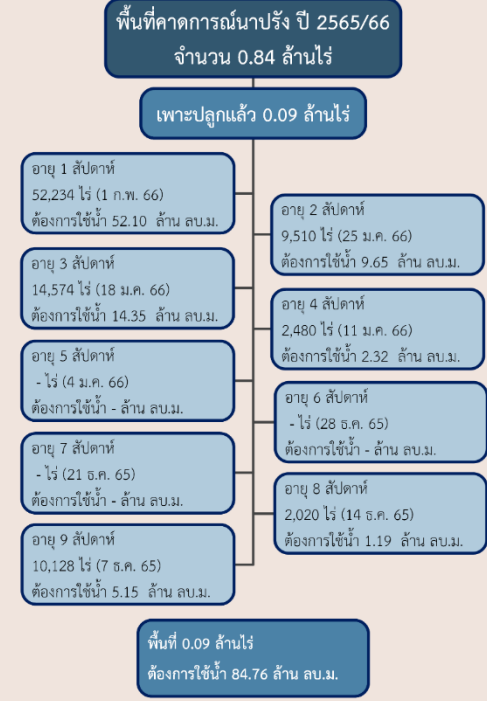 พื้นที่คาดการณ์นาปรัง ปี 2565/66
จำนวน 0.84 ล้านไร่
เพาะปลูกแล้ว 0.09 ล้านไร่
อายุ 1 สัปดาห์
52,234 ไร่ (1 ก.พ. 66)
ต้องการใช้น้ำ 52.10 ล้าน ลบ.ม.
อายุ 2 สัปดาห์
9,510 ไร่ (25 ม.ค. 66)
ต้องการใช้น้ำ 9.65 ล้าน ลบ.ม.
อายุ 3 สัปดาห์
14,574 ไร่ (18 ม.ค. 66)
ต้องการใช้น้ำ 14.35 ล้าน ลบ.ม.
อายุ 4 สัปดาห์
2,480 ไร่ (11 ม.ค. 66)
ต้องการใช้น้ำ 2.32 ล้าน ลบ.ม.
อายุ 5 สัปดาห์
- ไร่ (4 ม.ค. 66)
ต้องการใช้น้ำ - ล้าน ลบ.ม.
อายุ 6 สัปดาห์
- ไร่ (28 ธ.ค. 65)
ต้องการใช้น้ำ - ล้าน ลบ.ม.
อายุ 7 สัปดาห์
- ไร่ (21 ธ.ค. 65)
ต้องการใช้น้ำ - ล้าน ลบ.ม.
อายุ 8 สัปดาห์
2,020 ไร่ (14 ธ.ค. 65)
ต้องการใช้น้ำ 1.19 ล้าน ลบ.ม.
อายุ 9 สัปดาห์
10,128 ไร่ (7 ธ.ค. 65)
ต้องการใช้น้ำ 5.15 ล้าน ลบ.ม.
พื้นที่ 0.09 ล้านไร่
ต้องการใช้น้ำ 84.76 ล้าน ลบ.ม.